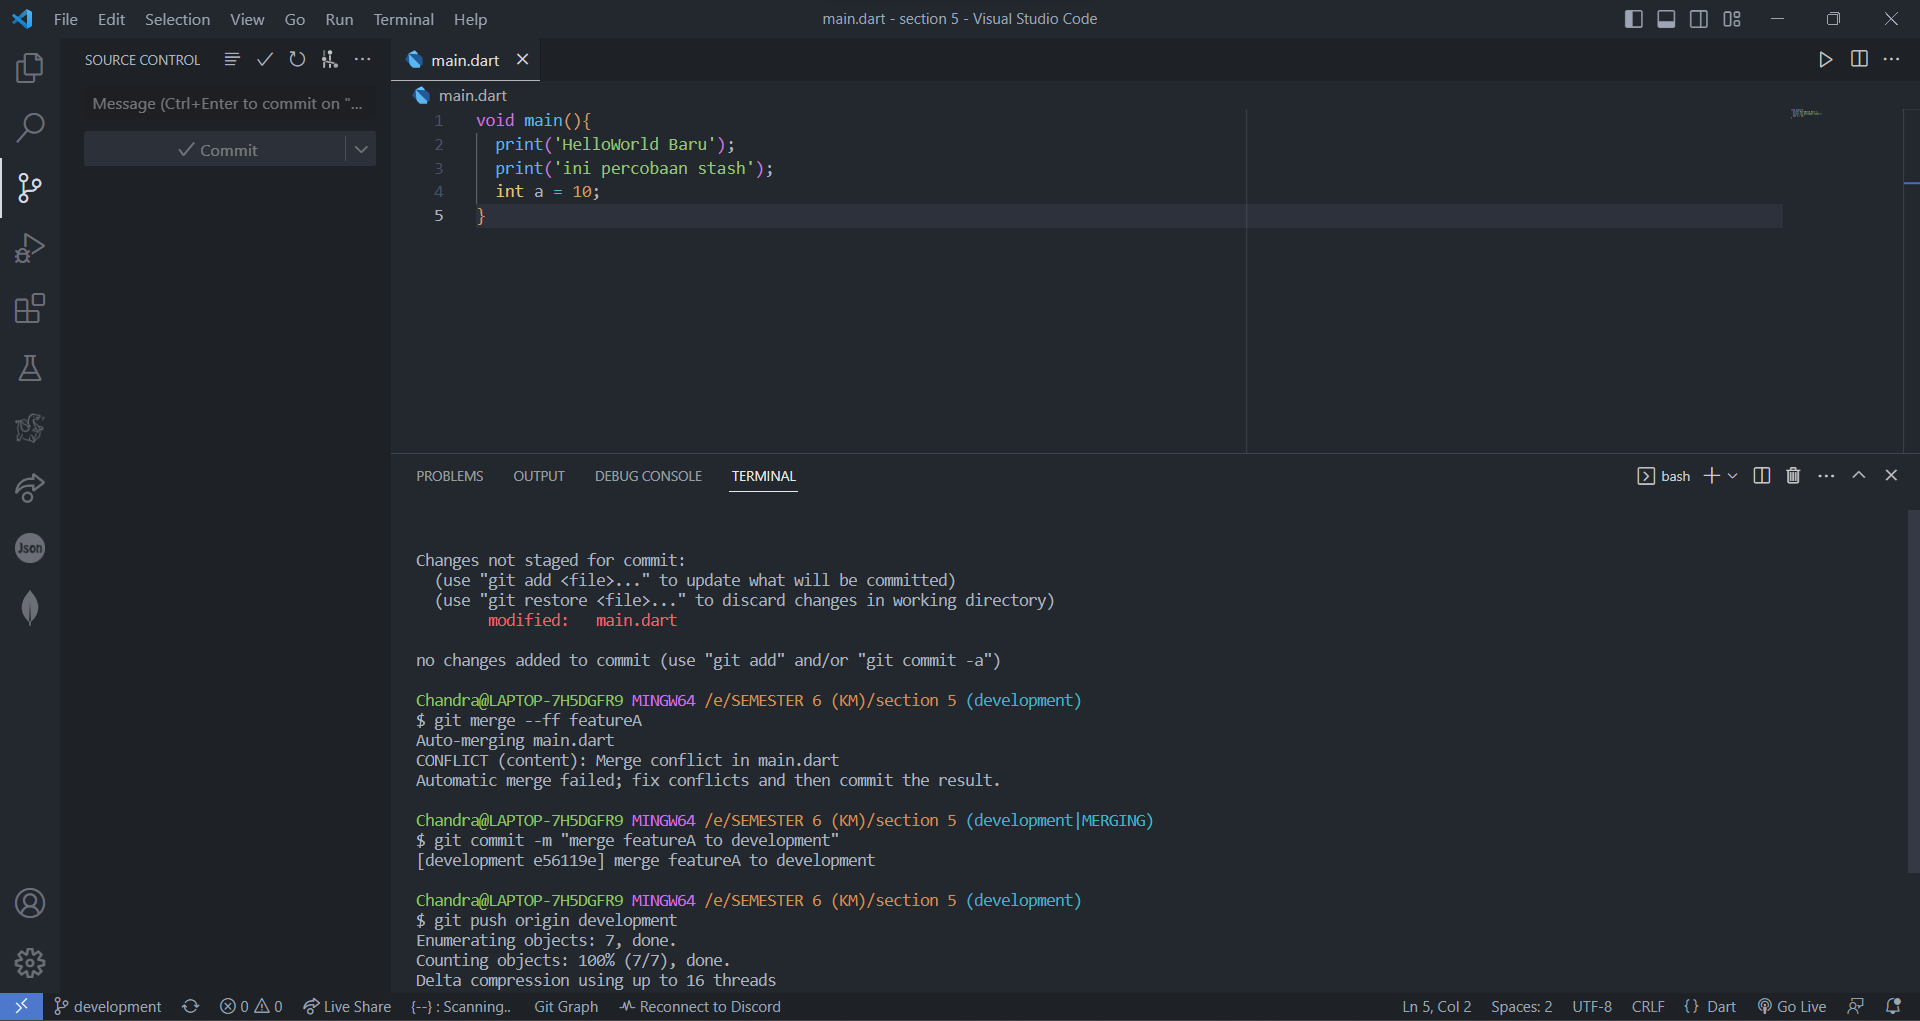 File Edit Selection View Go Run Terminal Help
main.dart - section 5 - Visual Studio Code
SOURCE CONTROL
Message (Ctrl+Enter to commit on "...
Commit
Json
main.dart
main.dart
1 void main(){
2 print('HelloWorld Baru');
3 print('ini percobaan stash');
4 int a = 10;
5 }
PROBLEMS OUTPUT DEBUG CONSOLE TERMINAL
bash
Changes not staged for commit:
(use "git add <file>..." to update what will be committed)
(use "git restore <file>..." to discard changes in working directory)
modified: main.dart
no changes added to commit (use "git add" and/or "git commit -a")
Chandra@LAPTOP-7H5DGFR9 MINGW64 /e/SEMESTER 6 (KM)/section 5 (development)
$ git merge --ff featureA
Auto-merging main.dart
CONFLICT (content): Merge conflict in main.dart
Automatic merge failed; fix conflicts and then commit the result.
Chandra@LAPTOP-7H5DGFR9 MINGW64 /e/SEMESTER 6 (KM)/section 5 (development|MERGING)
$ git commit -m "merge featureA to development"
[development e56119e] merge featureA to development
Chandra@LAPTOP-7H5DGFR9 MINGW64 /e/SEMESTER 6 (KM)/section 5 (development)
$ git push origin development
Enumerating objects: 7, done.
Counting objects: 100% (7/7), done.
Delta compression using up to 16 threads
development 0 0 Live Share {--} : Scanning.. Git Graph Reconnect to Discord Ln 5, Col 2 Spaces: 2 UTF-8 CRLF {} Dart Go Live